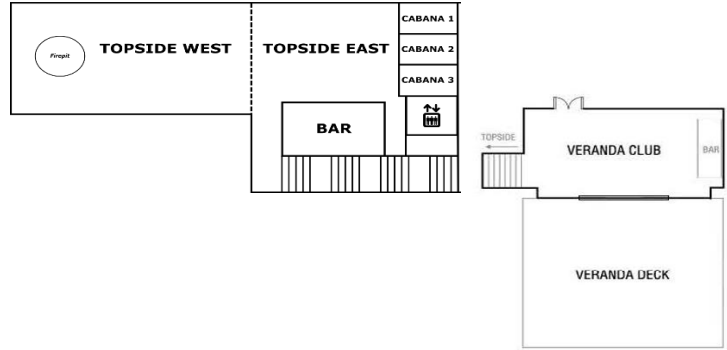 CABANA 1
Firepit
TOPSIDE WEST
TOPSIDE EAST
CABANA 2
CABANA 3
BAR
TOPSIDE
VERANDA CLUB
BAR
VERANDA DECK